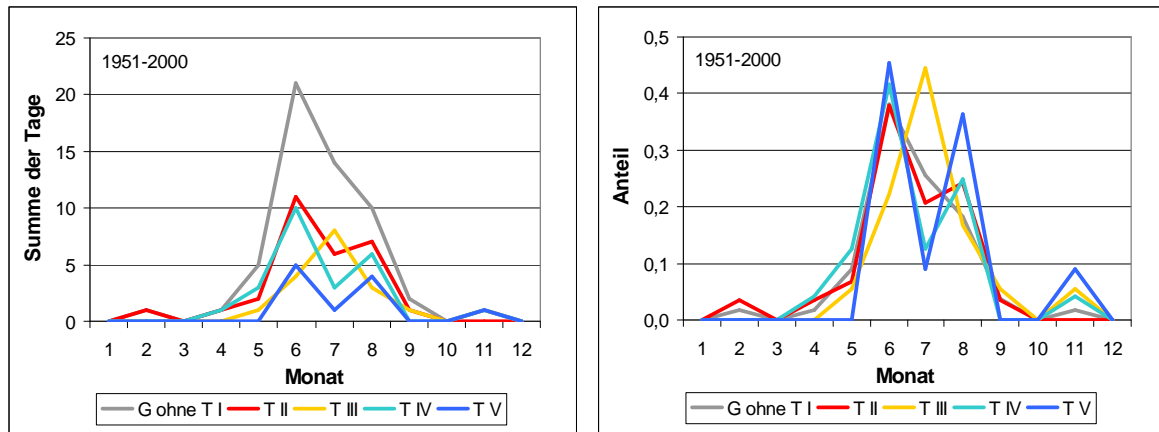 25
20
15
10
5
0
Summe der Tage
1951-2000
1 2 3 4 5 6 7 8 9 10 11 12
Monat
G ohne T I T II T III T IV T V
0,5
0,4
0,3
0,2
0,1
0,0
Anteil
1951-2000
1 2 3 4 5 6 7 8 9 10 11 12
Monat
G ohne T I T II T III T IV T V